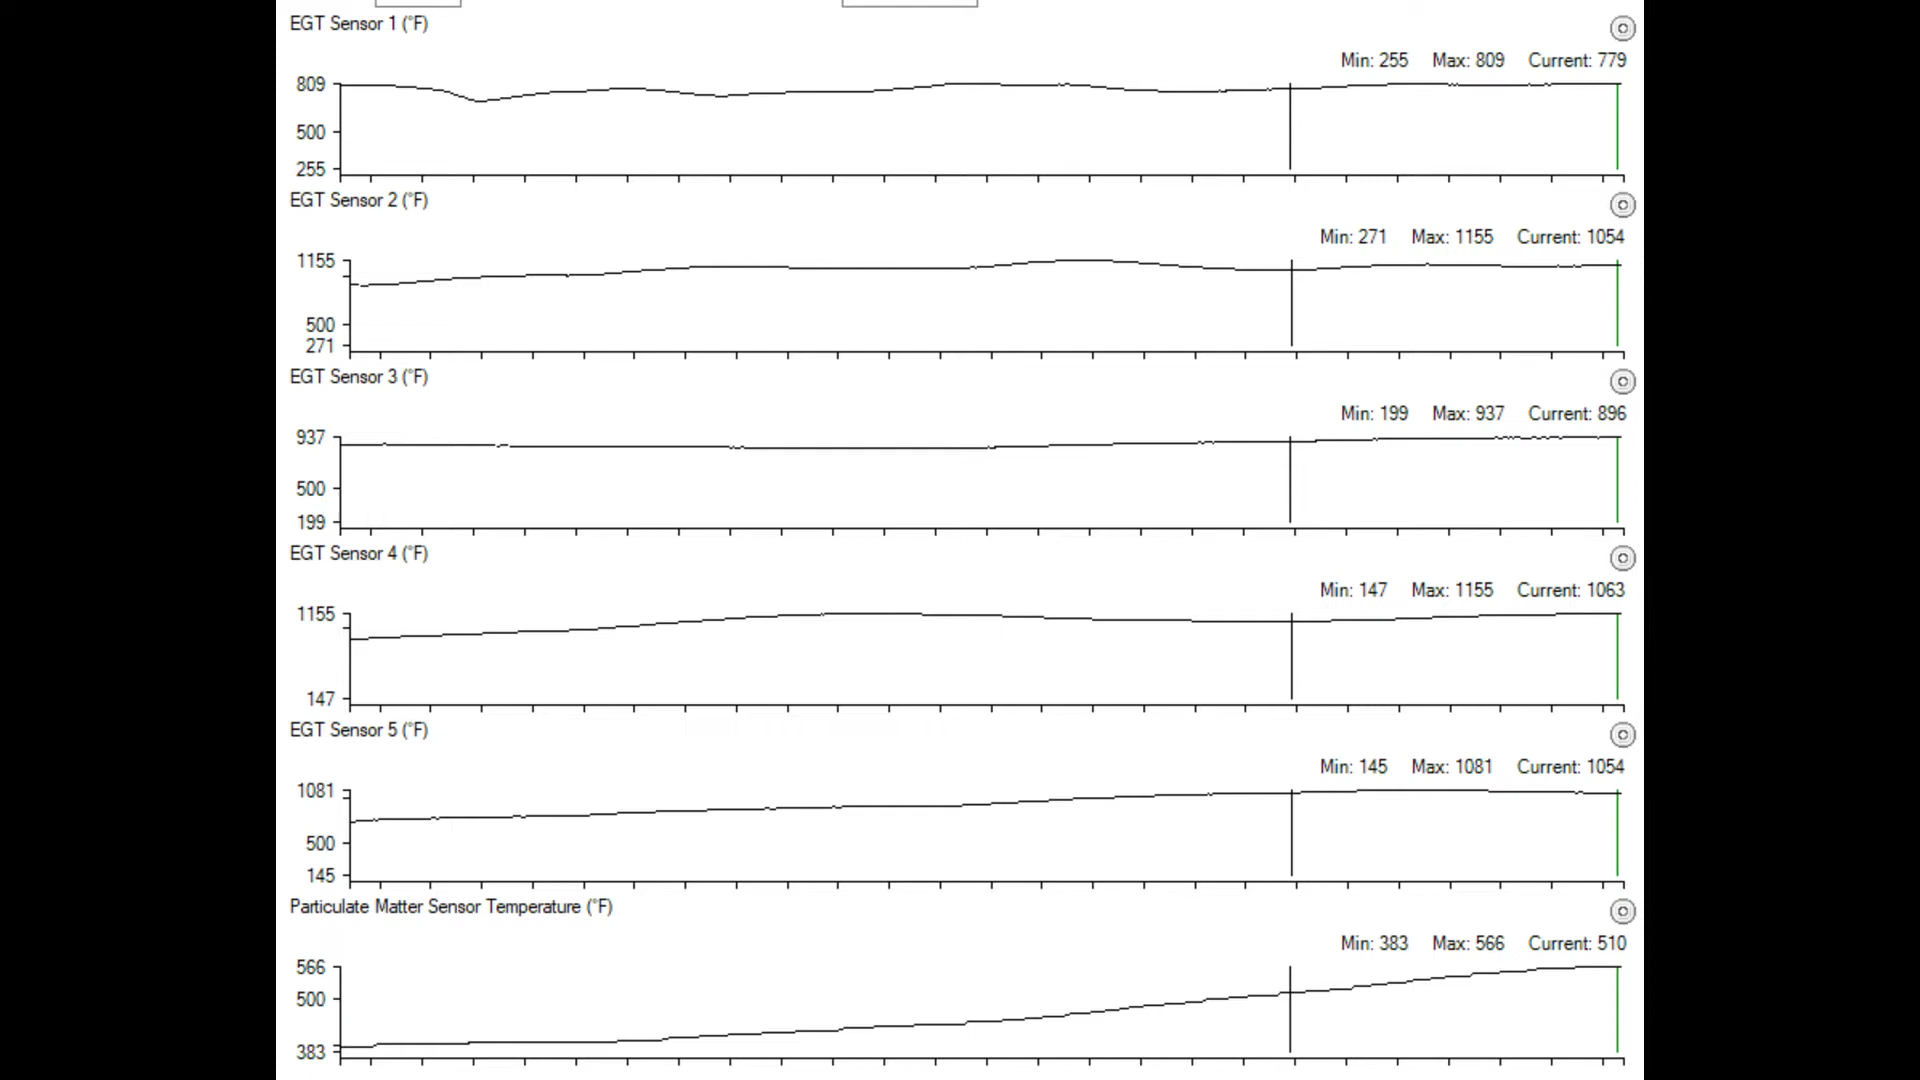 EGT Sensor 1 (°F)
Min: 255 Max: 809 Current: 779
809
500
255
EGT Sensor 2 (°F)
Min: 271 Max: 1155 Current: 1054
1155
500
271
EGT Sensor 3 (°F)
Min: 199 Max: 937 Current: 896
937
500
199
EGT Sensor 4 (°F)
Min: 147 Max: 1155 Current: 1063
1155
147
EGT Sensor 5 (°F)
Min: 145 Max: 1081 Current: 1054
1081
500
145
Particulate Matter Sensor Temperature (°F)
Min: 383 Max: 566 Current: 510
566
500
383